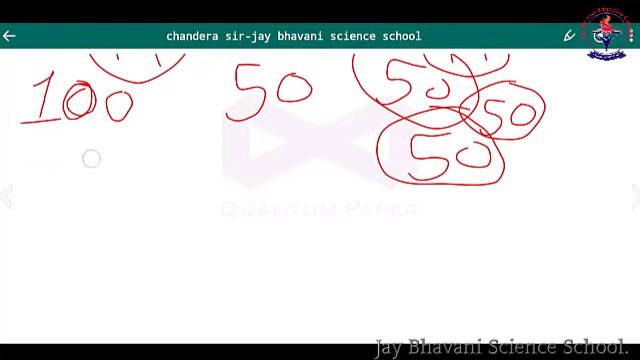 chandera sir-jay bhavani science school
100 50 50
50
50
QUANTUM PAPER
Jay Bhavani Science School.